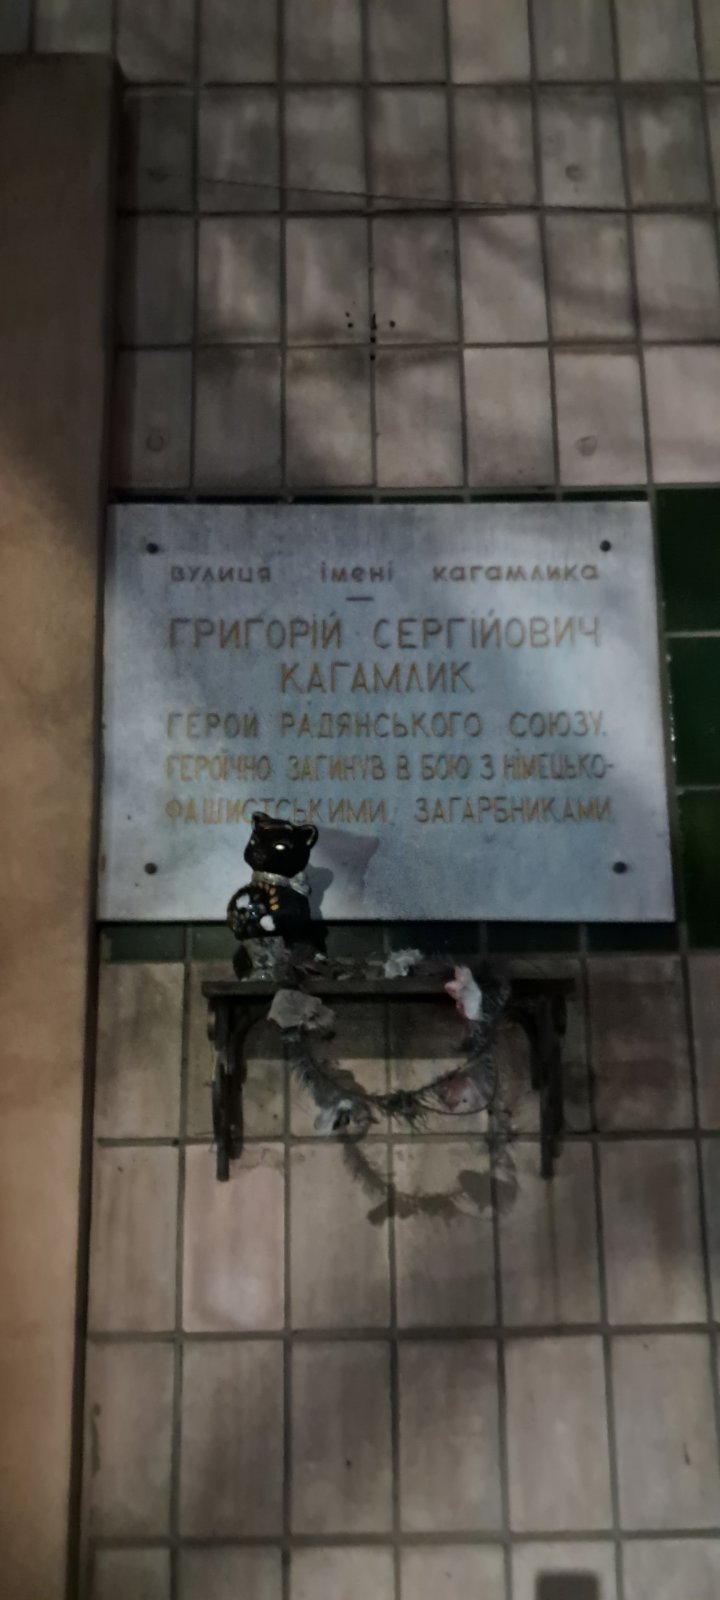 вулиця імені кагамлика
—
ГРИГОРІЙ СЕРГІЙОВИЧ
КАГАМЛИК
ГЕРОЙ РАДЯНСЬКОГО СОЮЗУ.
ГЕРОЇЧНО ЗАГИНУВ В БОЮ З НІМЕЦЬКО-
ФАШИСТСЬКИМИ ЗАГАРБНИКАМИ